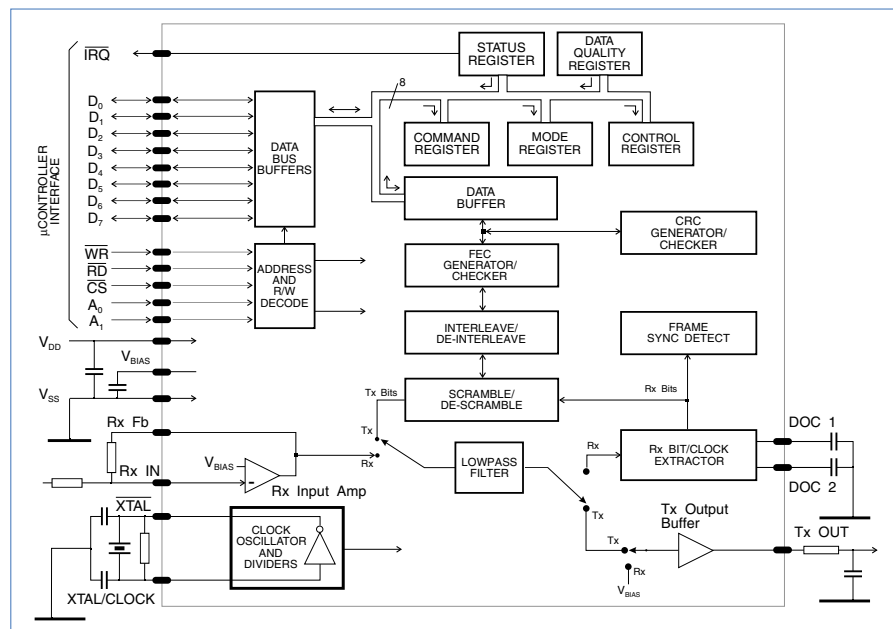 IRQ
D0
D1
D2
D3
D4
D5
D6
D7
WR
RD
CS
A0
A1
µCONTROLLER
INTERFACE
STATUS
REGISTER
DATA
QUALITY
REGISTER
8
COMMAND
REGISTER
MODE
REGISTER
CONTROL
REGISTER
DATA
BUS
BUFFERS
DATA
BUFFER
CRC
GENERATOR/
CHECKER
ADDRESS
AND
R/W
DECODE
FEC
GENERATOR/
CHECKER
INTERLEAVE/
DE-INTERLEAVE
FRAME
SYNC DETECT
VDD
VBIAS
VSS
Tx Bits
SCRAMBLE/
DE-SCRAMBLE
Rx Bits
Rx Fb
Rx IN
VBIAS
Rx Input Amp
Tx
Rx
LOWPASS
FILTER
Rx
Tx
Rx BIT/CLOCK
EXTRACTOR
DOC 1
DOC 2
XTAL
XTAL/CLOCK
CLOCK
OSCILLATOR
AND
DIVIDERS
Tx
Rx
VBIAS
Tx Output
Buffer
Tx OUT